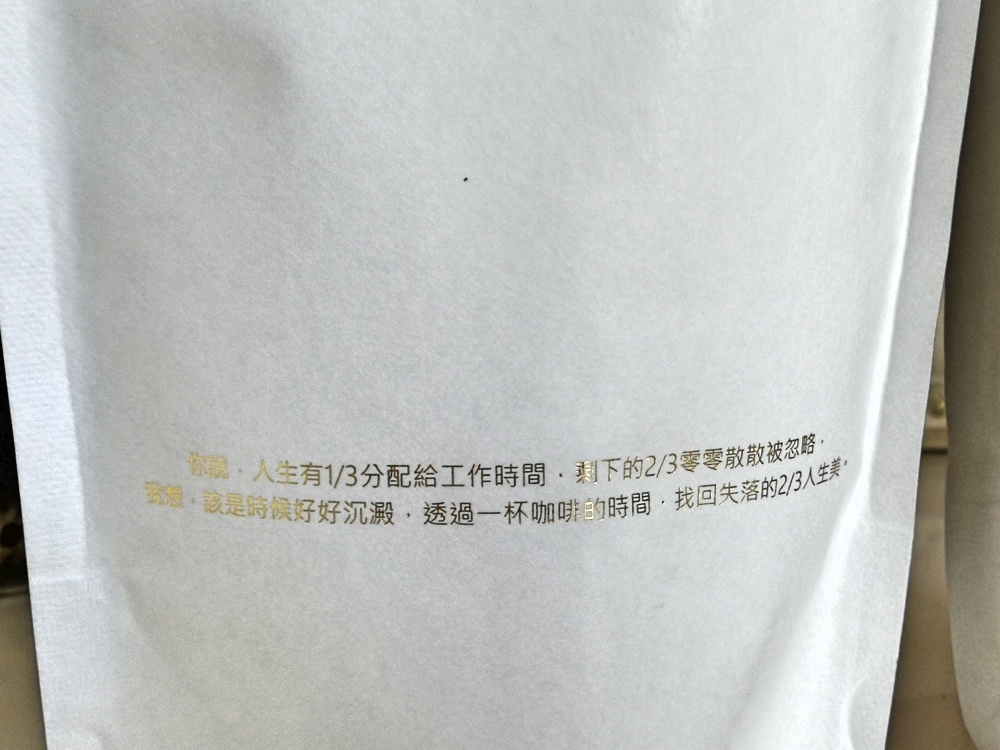 你說，人生有1/3分配給工作時間，剩下的2/3零零散散被忽略，
我想，該是時候好好沉澱，透過一杯咖啡的時間，找回失落的2/3人生美。